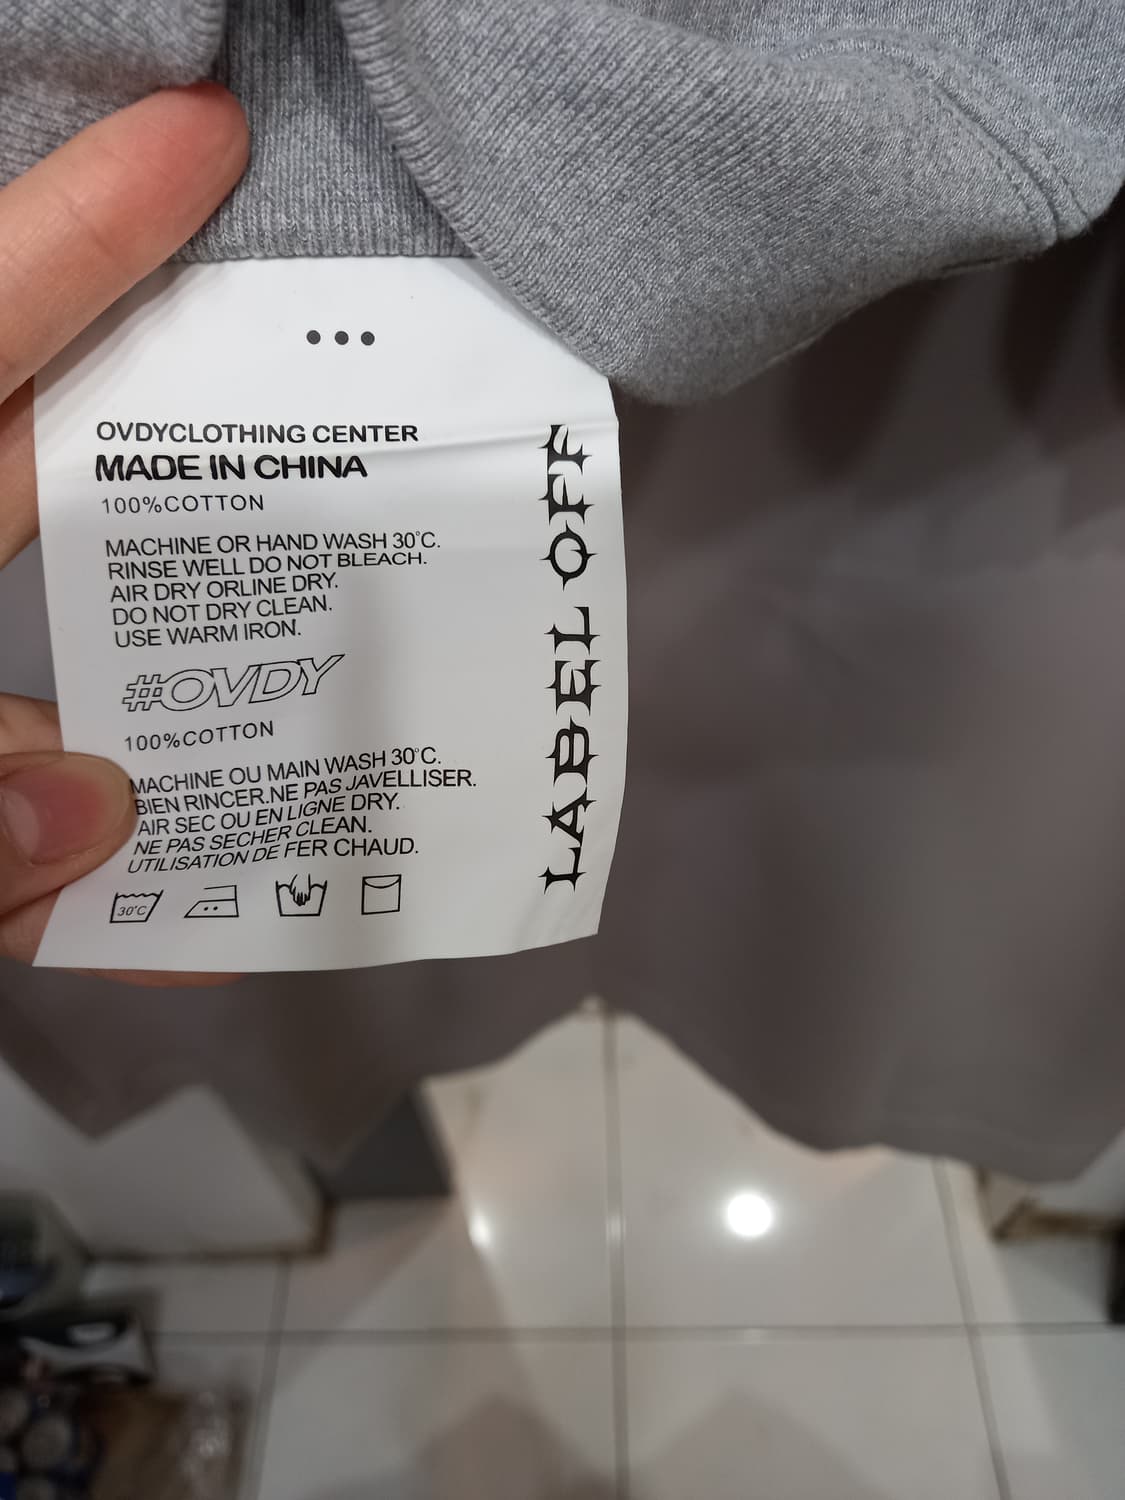 OVDYCLOTHING CENTER
MADE IN CHINA
100%COTTON
MACHINE OR HAND WASH 30°C.
RINSE WELL DO NOT BLEACH.
AIR DRY ORLINE DRY.
DO NOT DRY CLEAN.
USE WARM IRON.
#OVDY
100%COTTON
MACHINE OU MAIN WASH 30°C.
BIEN RINCER.NE PAS JAVELLISER.
AIR SEC OU EN LIGNE DRY.
NE PAS SECHER CLEAN.
UTILISATION DE FER CHAUD.
30°C
LABEL OFF